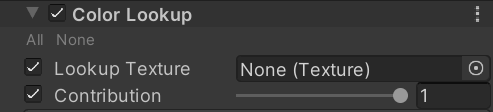 Color Lookup
All None
Lookup Texture None (Texture)
Contribution 1